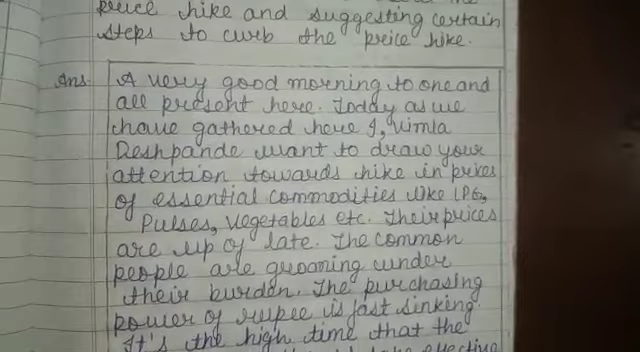 price hike and suggesting certain
steps to curb the price hike.
Ans. A very good morning to one and
all present here. Today as we
have gathered here I, Vimla
Deshpande want to draw your
attention towards hike in prices
of essential commodities like LPG,
Pulses, vegetables etc. Their prices
are up of late. The common
people are groaning under
their burden. The purchasing
power of rupee is fast sinking.
It's the high time that the
effective